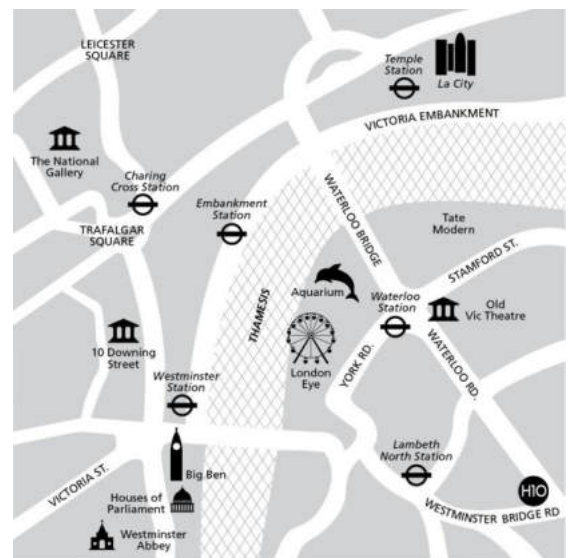 LEICESTER
SQUARE
Temple
Station
La City
VICTORIA EMBANKMENT
The National
Gallery
Charing
Cross Station
Embankment
Station
TRAFALGAR
SQUARE
WATERLOO BRIDGE
Tate
Modern
STAMFORD ST.
THAMESIS
Aquarium
Waterloo
Station
Old
Vic Theatre
10 Downing
Street
London
Eye
YORK RD.
WATERLOO RD.
Westminster
Station
Big Ben
Lambeth
North Station
VICTORIA ST.
Houses of
Parliament
H10
WESTMINSTER BRIDGE RD
Westminster
Abbey